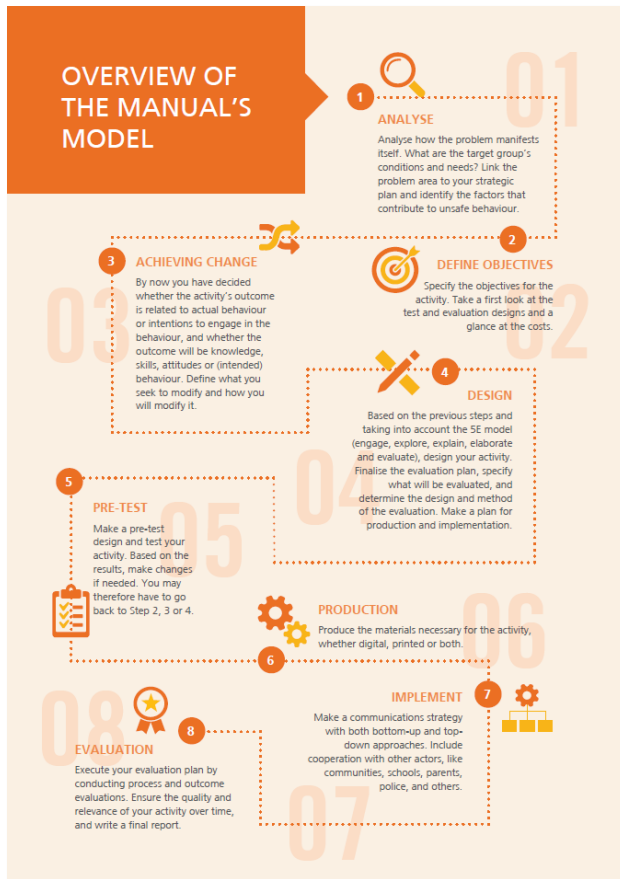 OVERVIEW OF
THE MANUAL'S
MODEL
01
1
ANALYSE
Analyse how the problem manifests
itself. What are the target group's
conditions and needs? Link the
problem area to your strategic
plan and identify the factors that
contribute to unsafe behaviour.
2
DEFINE OBJECTIVES
Specify the objectives for the
activity. Take a first look at the
test and evaluation designs and a
glance at the costs.
02
3
ACHIEVING CHANGE
03
By now you have decided
whether the activity's outcome
is related to actual behaviour
or intentions to engage in the
behaviour, and whether the
outcome will be knowledge,
skills, attitudes or (intended)
behaviour. Define what you
seek to modify and how you
will modify it.
4
DESIGN
04
Based on the previous steps and
taking into account the 5E model
(engage, explore, explain, elaborate
and evaluate), design your activity.
Finalise the evaluation plan, specify
what will be evaluated, and
determine the design and method
of the evaluation. Make a plan for
production and implementation.
5
PRE-TEST
05
Make a pre-test
design and test your
activity. Based on the
results, make changes
if needed. You may
therefore have to go
back to Step 2, 3 or 4.
PRODUCTION
06
Produce the materials necessary for the activity,
whether digital, printed or both.
6
IMPLEMENT
7
Make a communications strategy
with both bottom-up and top-
down approaches. Include
cooperation with other actors, like
communities, schools, parents,
police, and others.
07
08
8
EVALUATION
Execute your evaluation plan by
conducting process and outcome
evaluations. Ensure the quality and
relevance of your activity over time,
and write a final report.